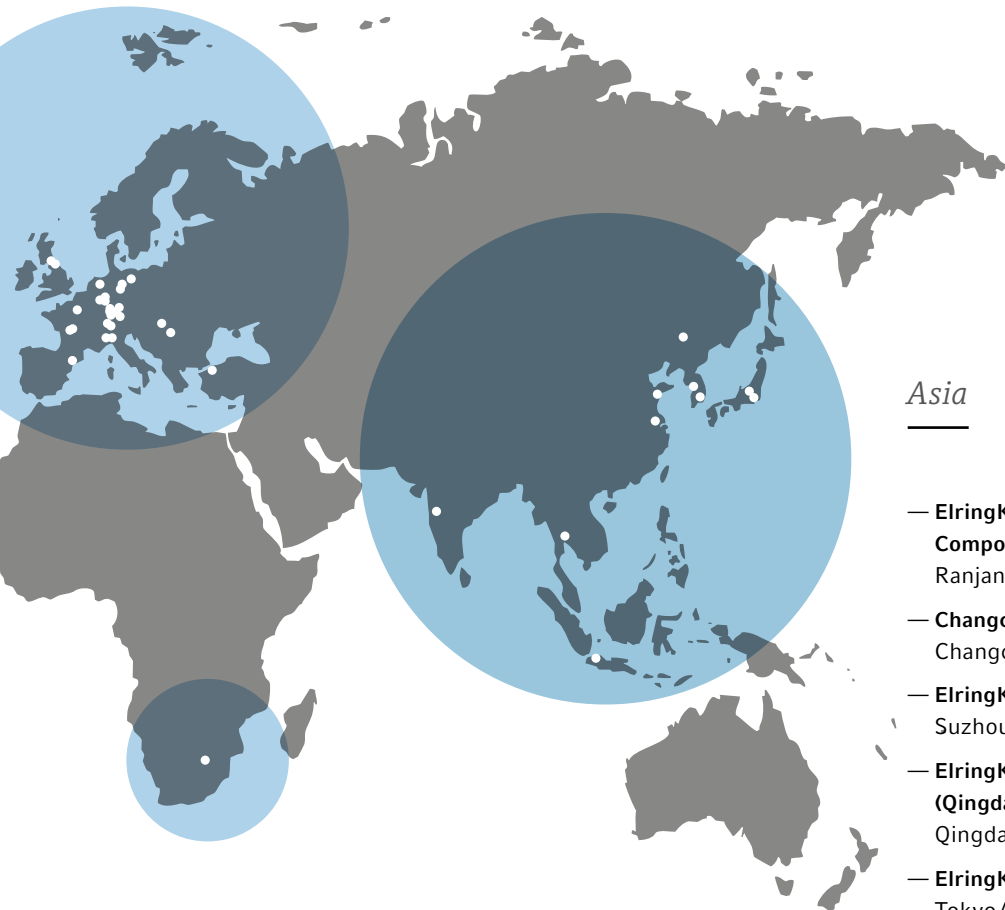 Asia
— ElringK
Compo
Ranjan
— Changc
Changc
— ElringK
Suzhou
— ElringK
(Qingda
Qingda
— ElringK